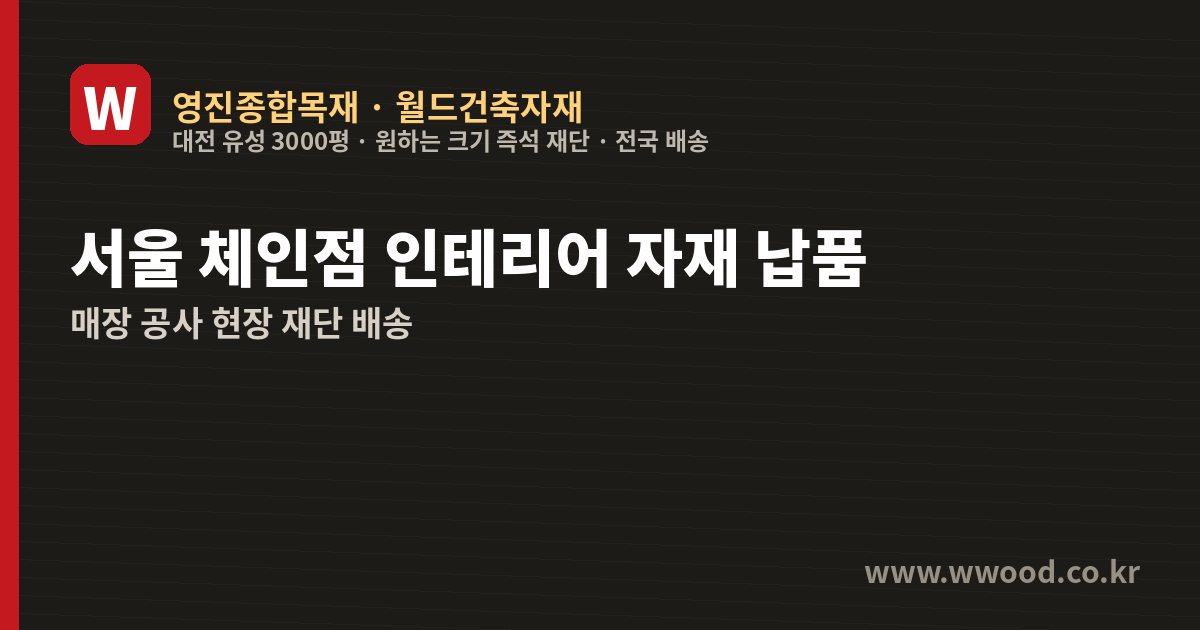 W
영진종합목재 · 월드건축자재
대전 유성 3000평 · 원하는 크기 즉석 재단 · 전국 배송
서울 체인점 인테리어 자재 납품
매장 공사 현장 재단 배송
www.wwood.co.kr